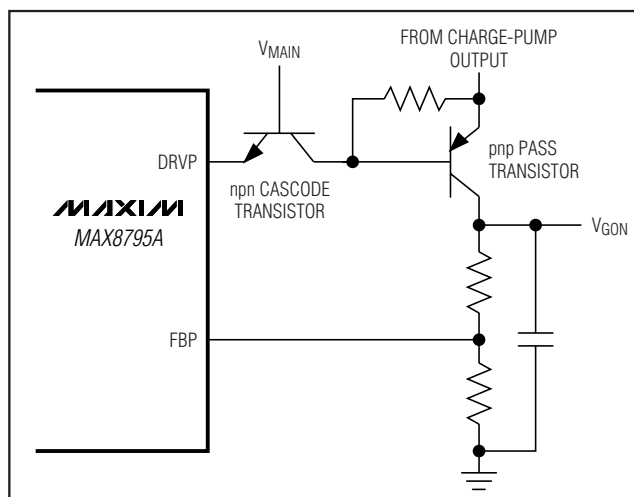 FROM CHARGE-PUMP
OUTPUT
VMAIN
DRVP
npn CASCODE
TRANSISTOR
pnp PASS
TRANSISTOR
MAXIM
MAX8795A
VGON
FBP